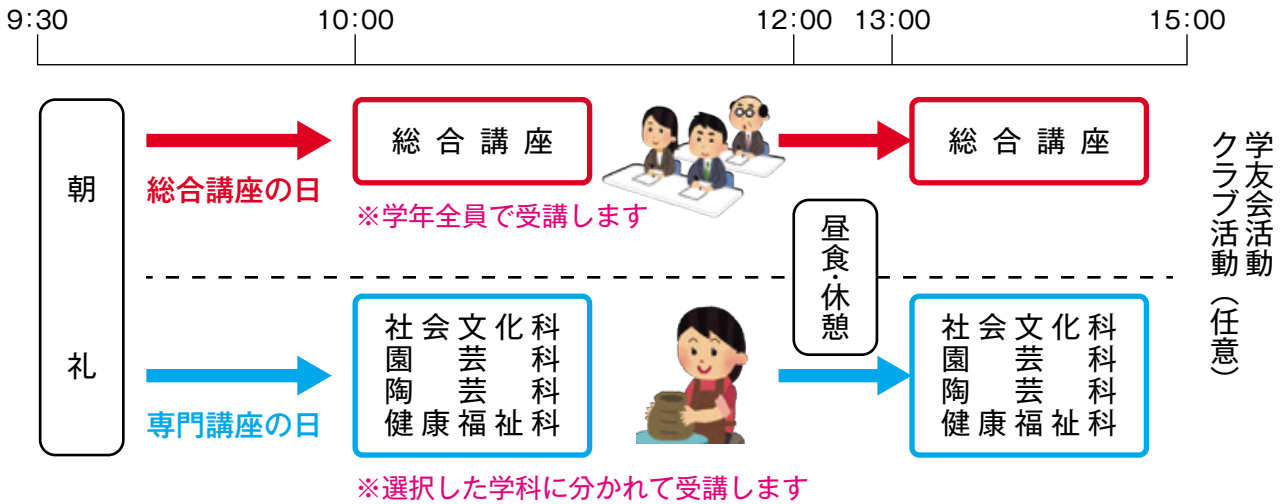 9:30 10:00 12:00 13:00 15:00
朝礼
総合講座の日
総合講座
※学年全員で受講します
昼食・休憩
総合講座
専門講座の日
社会文化科
園芸科
陶芸科
健康福祉科
※選択した学科に分かれて受講します
社会文化科
園芸科
陶芸科
健康福祉科
学友会活動
クラブ活動（任意）